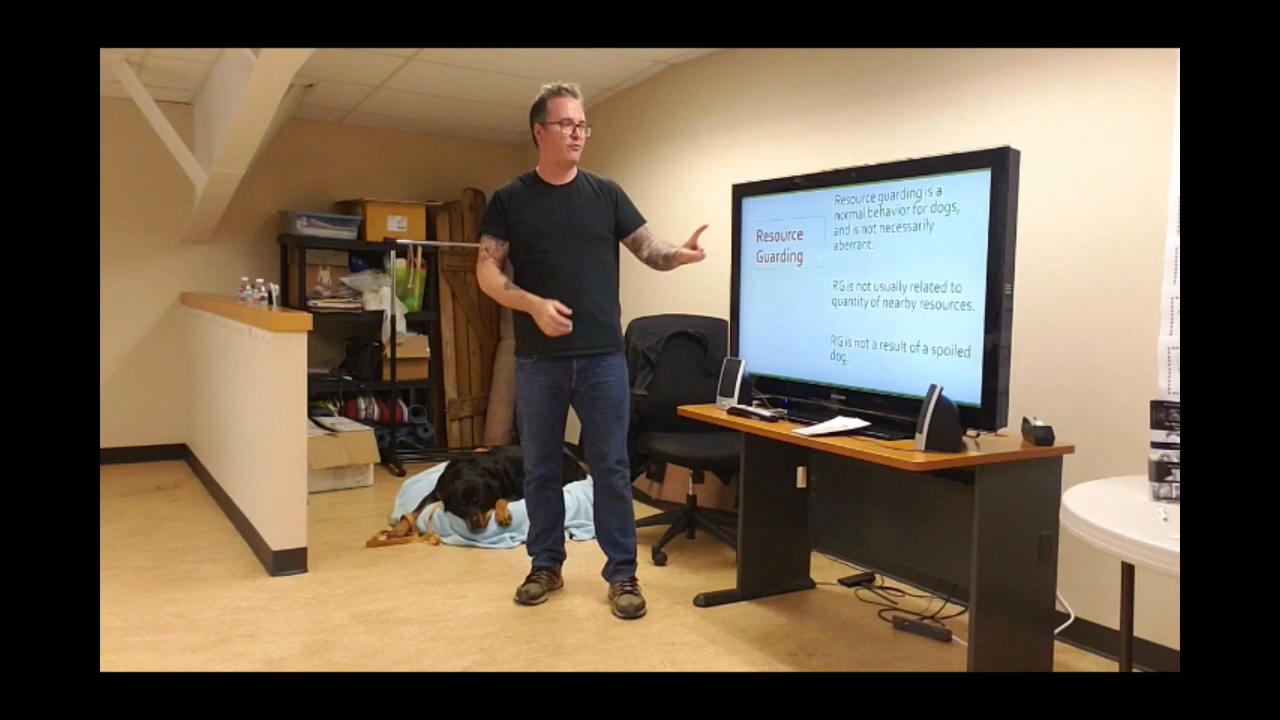 Resource
Guarding
Resource guarding is a
normal behavior for dogs,
and is not necessarily
aberrant.
RG is not usually related to
quantity of nearby resources.
RG is not a result of a spoiled
dog.